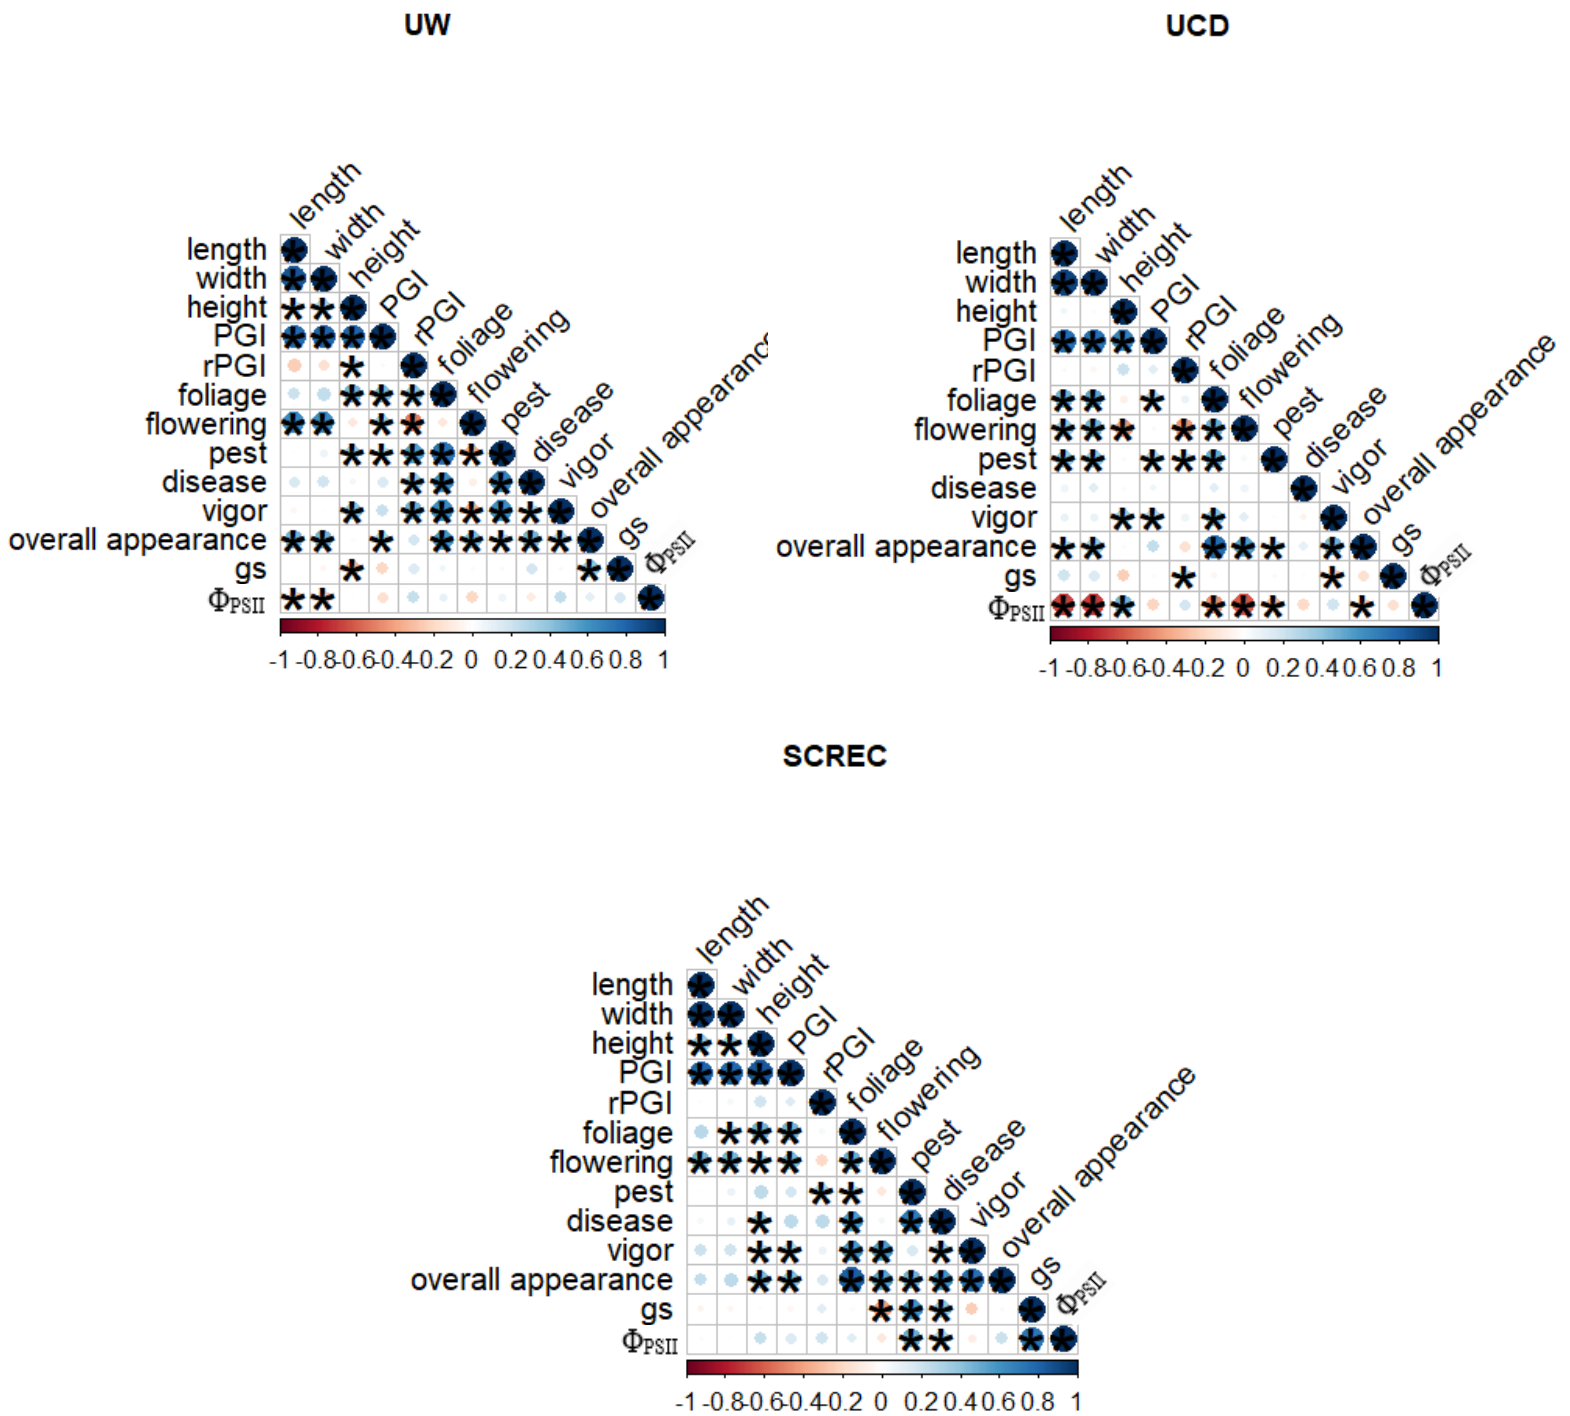 UW
length
width
height
PGI
rPGI
foliage
flowering
pest
disease
vigor
overall appearance
gs
ΦPSII
length
width
height
PGI
rPGI
foliage
flowering
pest
disease
vigor
overall appearance
gs
ΦPSII
-1 -0.8 -0.6 -0.4 -0.2 0 0.2 0.4 0.6 0.8 1
UCD
length
width
height
PGI
rPGI
foliage
flowering
pest
disease
vigor
overall appearance
gs
ΦPSII
length
width
height
PGI
rPGI
foliage
flowering
pest
disease
vigor
overall appearance
gs
ΦPSII
-1 -0.8 -0.6 -0.4 -0.2 0 0.2 0.4 0.6 0.8 1
SCREC
length
width
height
PGI
rPGI
foliage
flowering
pest
disease
vigor
overall appearance
gs
ΦPSII
length
width
height
PGI
rPGI
foliage
flowering
pest
disease
vigor
overall appearance
gs
ΦPSII
-1 -0.8 -0.6 -0.4 -0.2 0 0.2 0.4 0.6 0.8 1